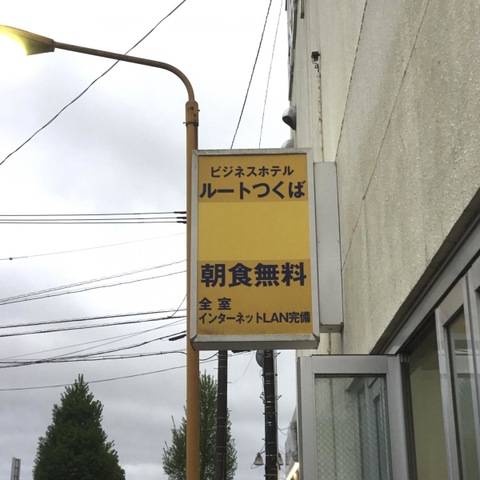 ビジネスホテル
ルートつくば
朝食無料
全室
インターネットLAN完備